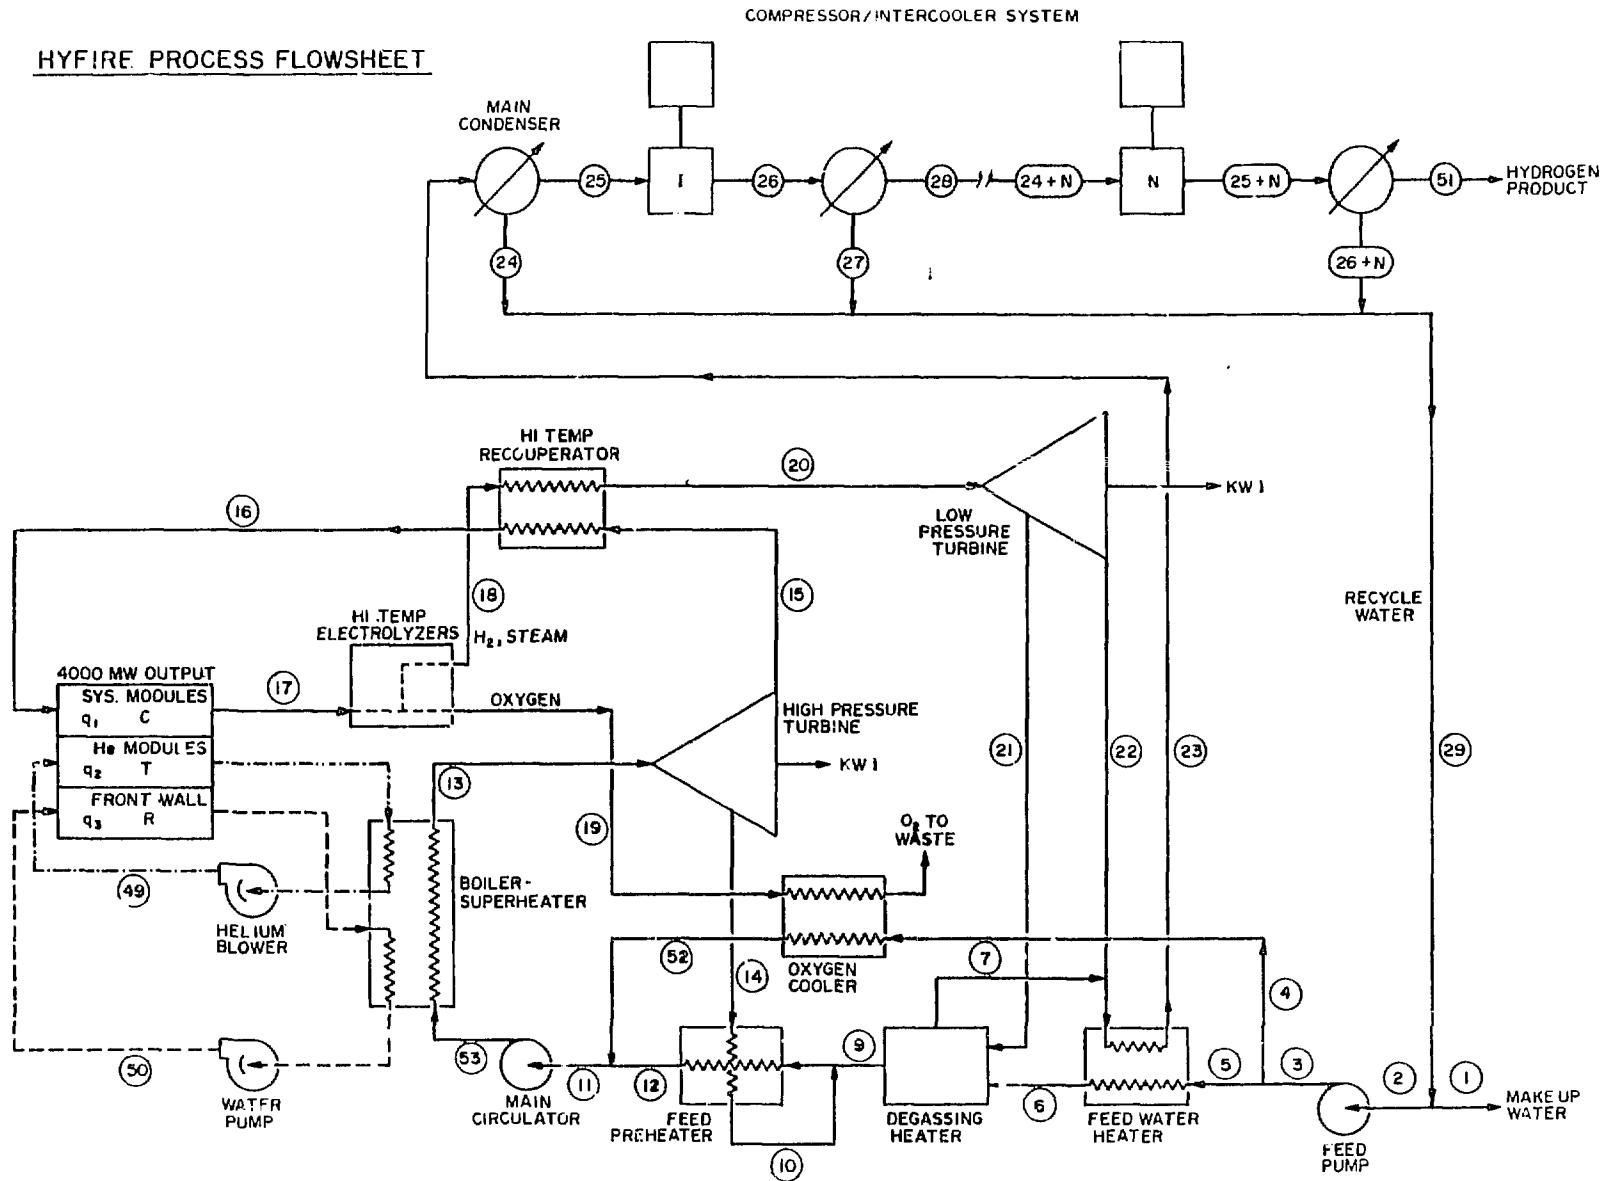 COMPRESSOR/INTERCOOLER SYSTEM
HYFIRE PROCESS FLOWSHEET
MAIN
CONDENSER
25
I
26
28
24+N
N
25+N
51
HYDROGEN
PRODUCT
24
27
26+N
HI TEMP
RECOUPERATOR
20
KW I
LOW
PRESSURE
TURBINE
16
18
15
RECYCLE
WATER
HI TEMP
ELECTROLYZERS
H2, STEAM
4000 MW OUTPUT
SYS. MODULES
q1 C
17
OXYGEN
HIGH PRESSURE
TURBINE
He MODULES
q2 T
FRONT WALL
q3 R
13
KW I
21
22
23
29
19
O2 TO
WASTE
49
HELIUM
BLOWER
BOILER-
SUPERHEATER
52
14
OXYGEN
COOLER
7
4
50
WATER
PUMP
53
MAIN
CIRCULATOR
11
12
FEED
PREHEATER
10
9
DEGASSING
HEATER
6
FEED WATER
HEATER
5
3
FEED
PUMP
2
1
MAKE UP
WATER